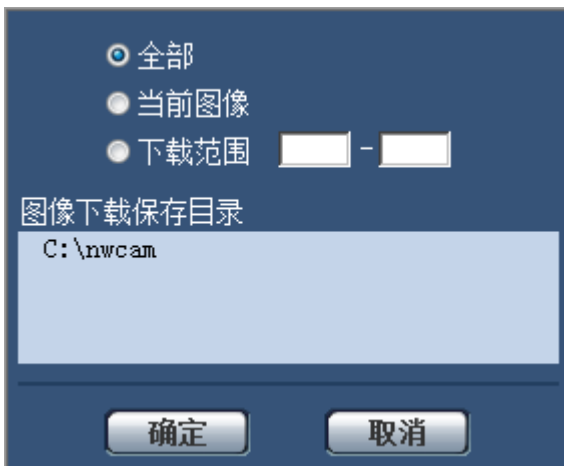 全部
当前图像
下载范围 -
图像下载保存目录
C:\nwcam
确定 取消